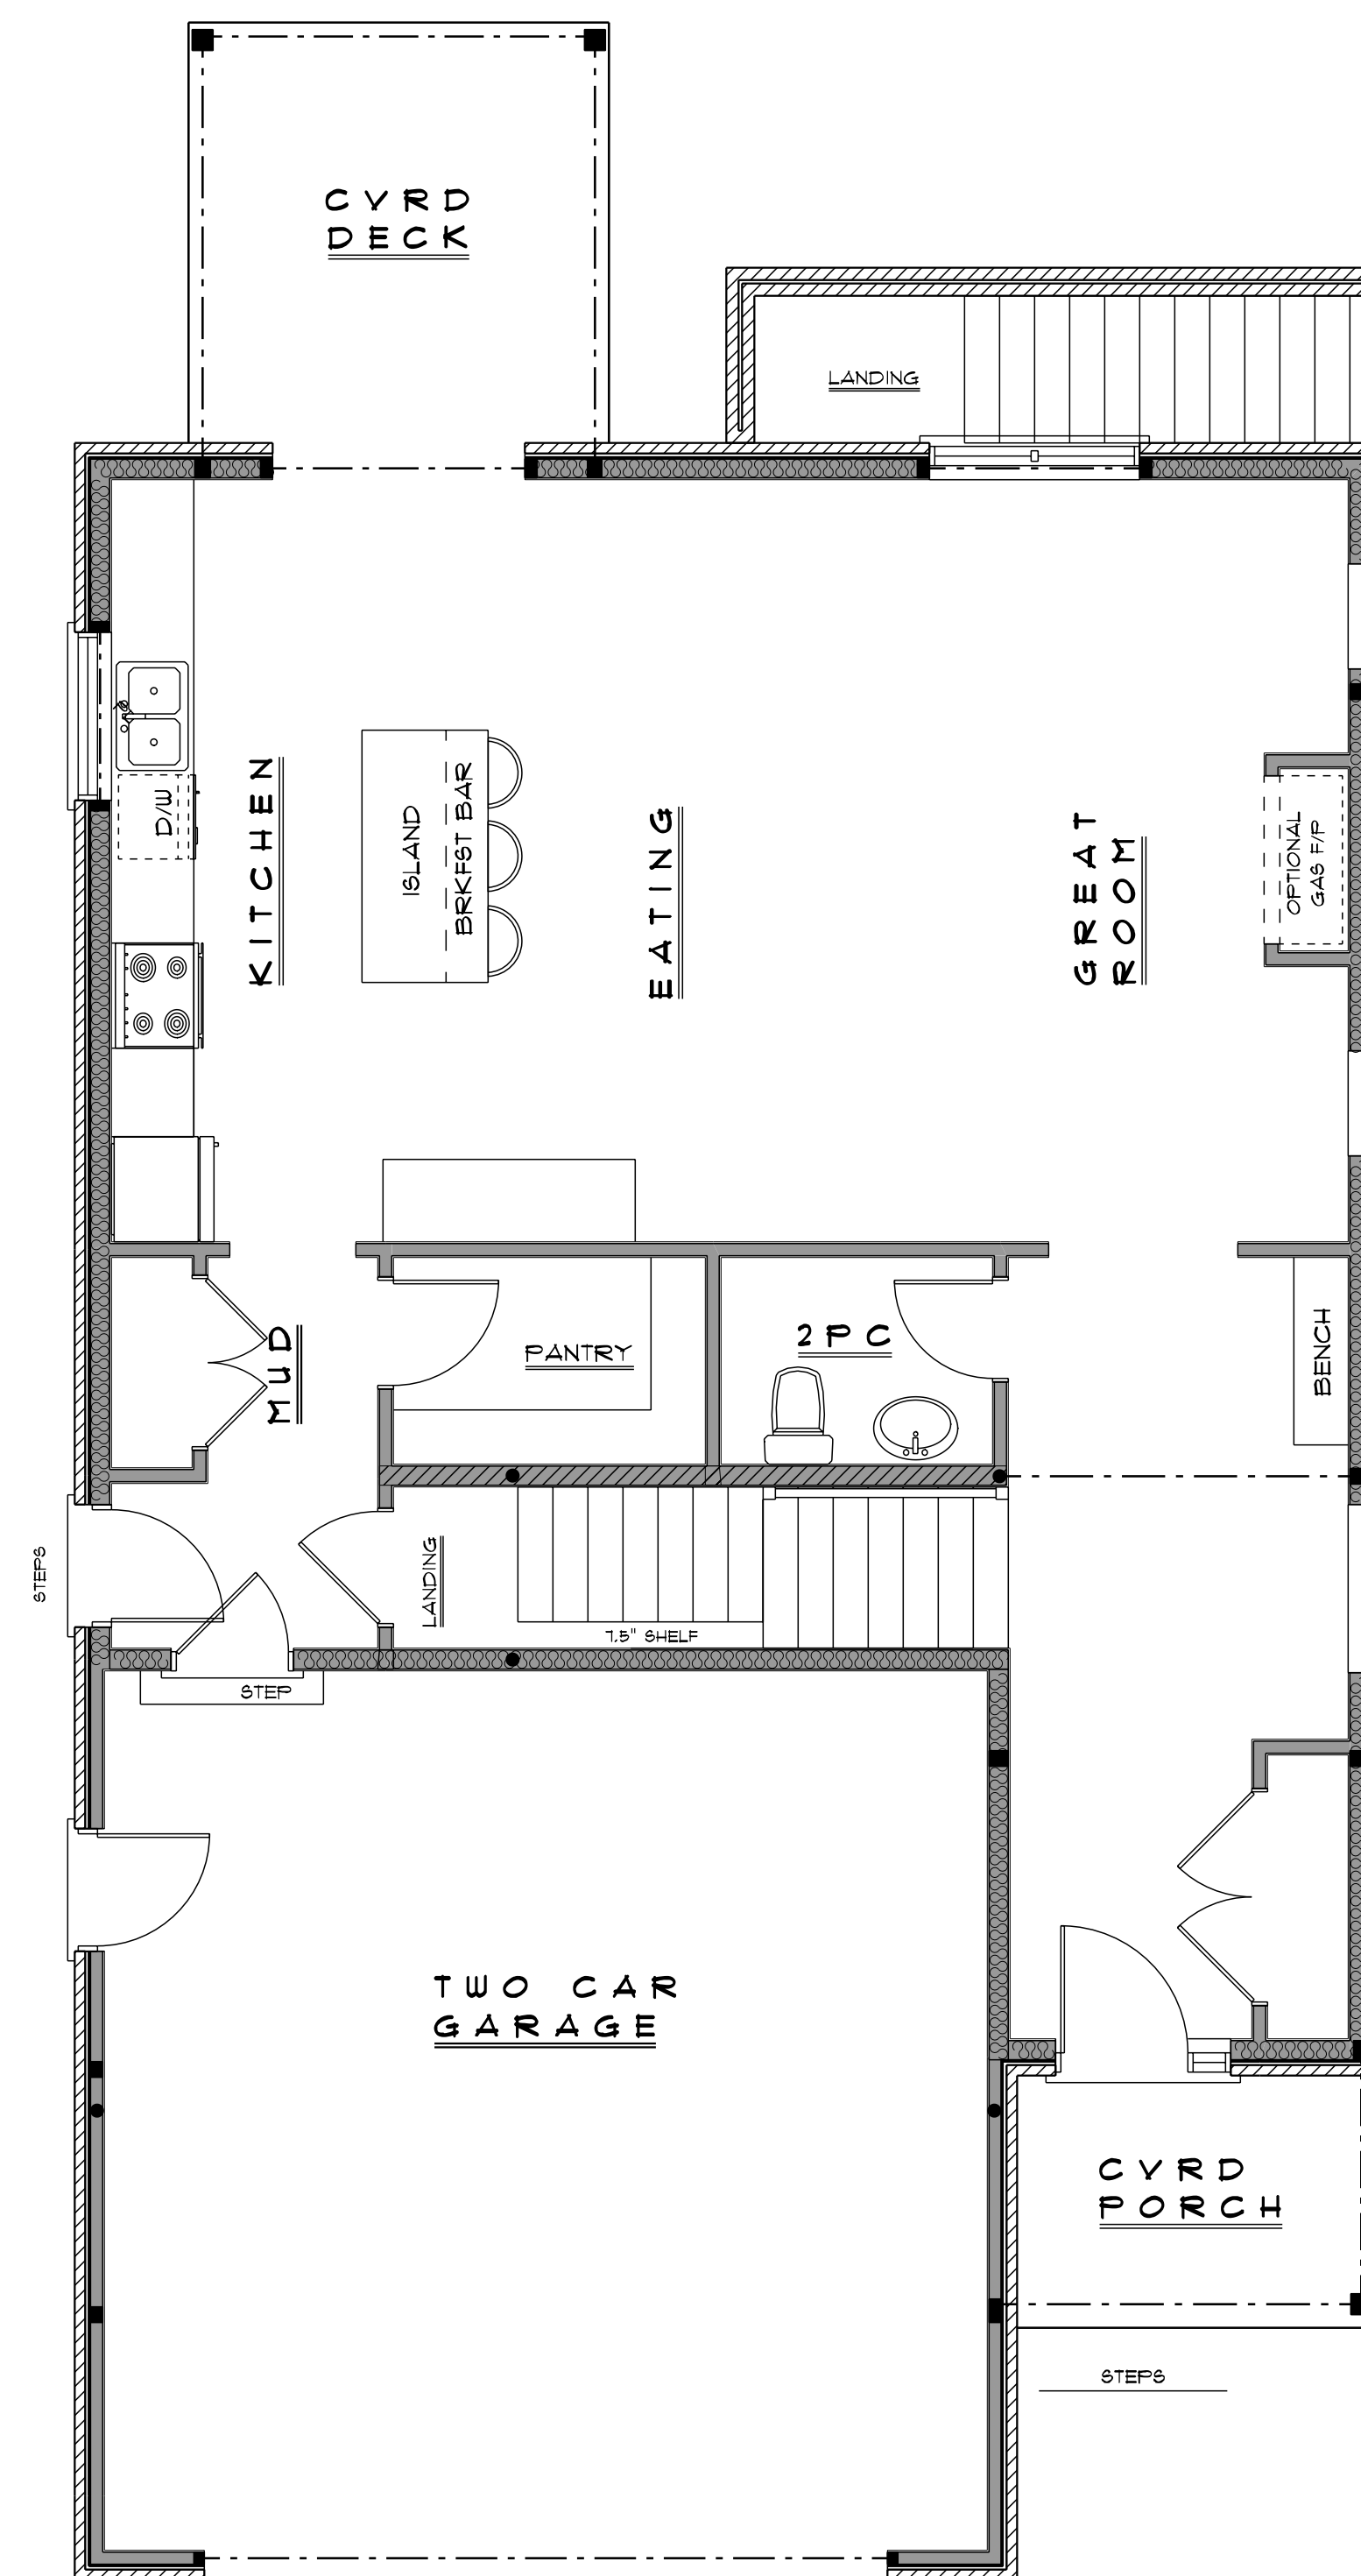 CVRD
DECK
LANDING
KITCHEN
D/W
ISLAND
BRKFST BAR
EATING
GREAT
ROOM
OPTIONAL
GAS F/P
MUD
PANTRY
2PC
BENCH
STEPS
LANDING
7.5" SHELF
STEP
TWO CAR
GARAGE
CVRD
PORCH
STEPS